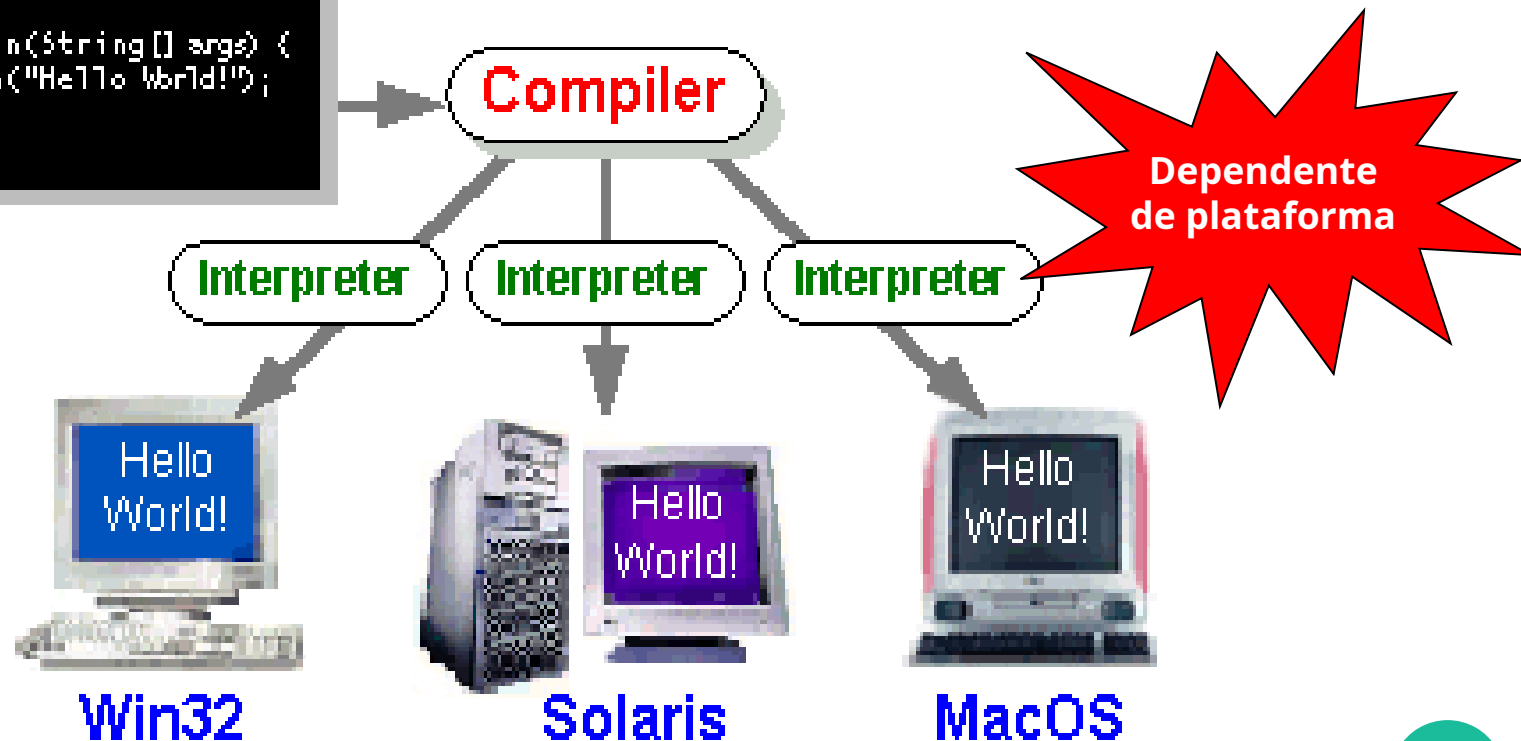 n(String[] args) {
("Hello World!");
Compiler
Dependente
de plataforma
Interpreter Interpreter Interpreter
Hello
World!
Hello
World!
Hello
World!
Win32 Solaris MacOS